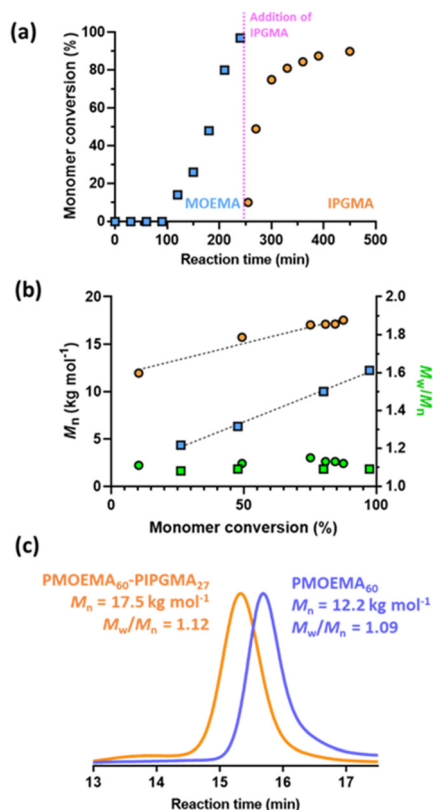 (a)
Addition of
IPGMA
Monomer conversion (%)
100
80
60
40
20
0
MOEMA
IPGMA
0
100
200
300
400
500
Reaction time (min)
(b)
20
15
10
5
0
Mn (kg mol-1)
2.0
1.8
1.6
1.4
1.2
1.0
Mw/Mn
0
20
40
60
80
100
Monomer conversion (%)
(c)
PMOEMA60-PIPGMA27
Mn = 17.5 kg mol-1
Mw/Mn = 1.12
PMOEMA60
Mn = 12.2 kg mol-1
Mw/Mn = 1.09
13
14
15
16
17
Reaction time (min)